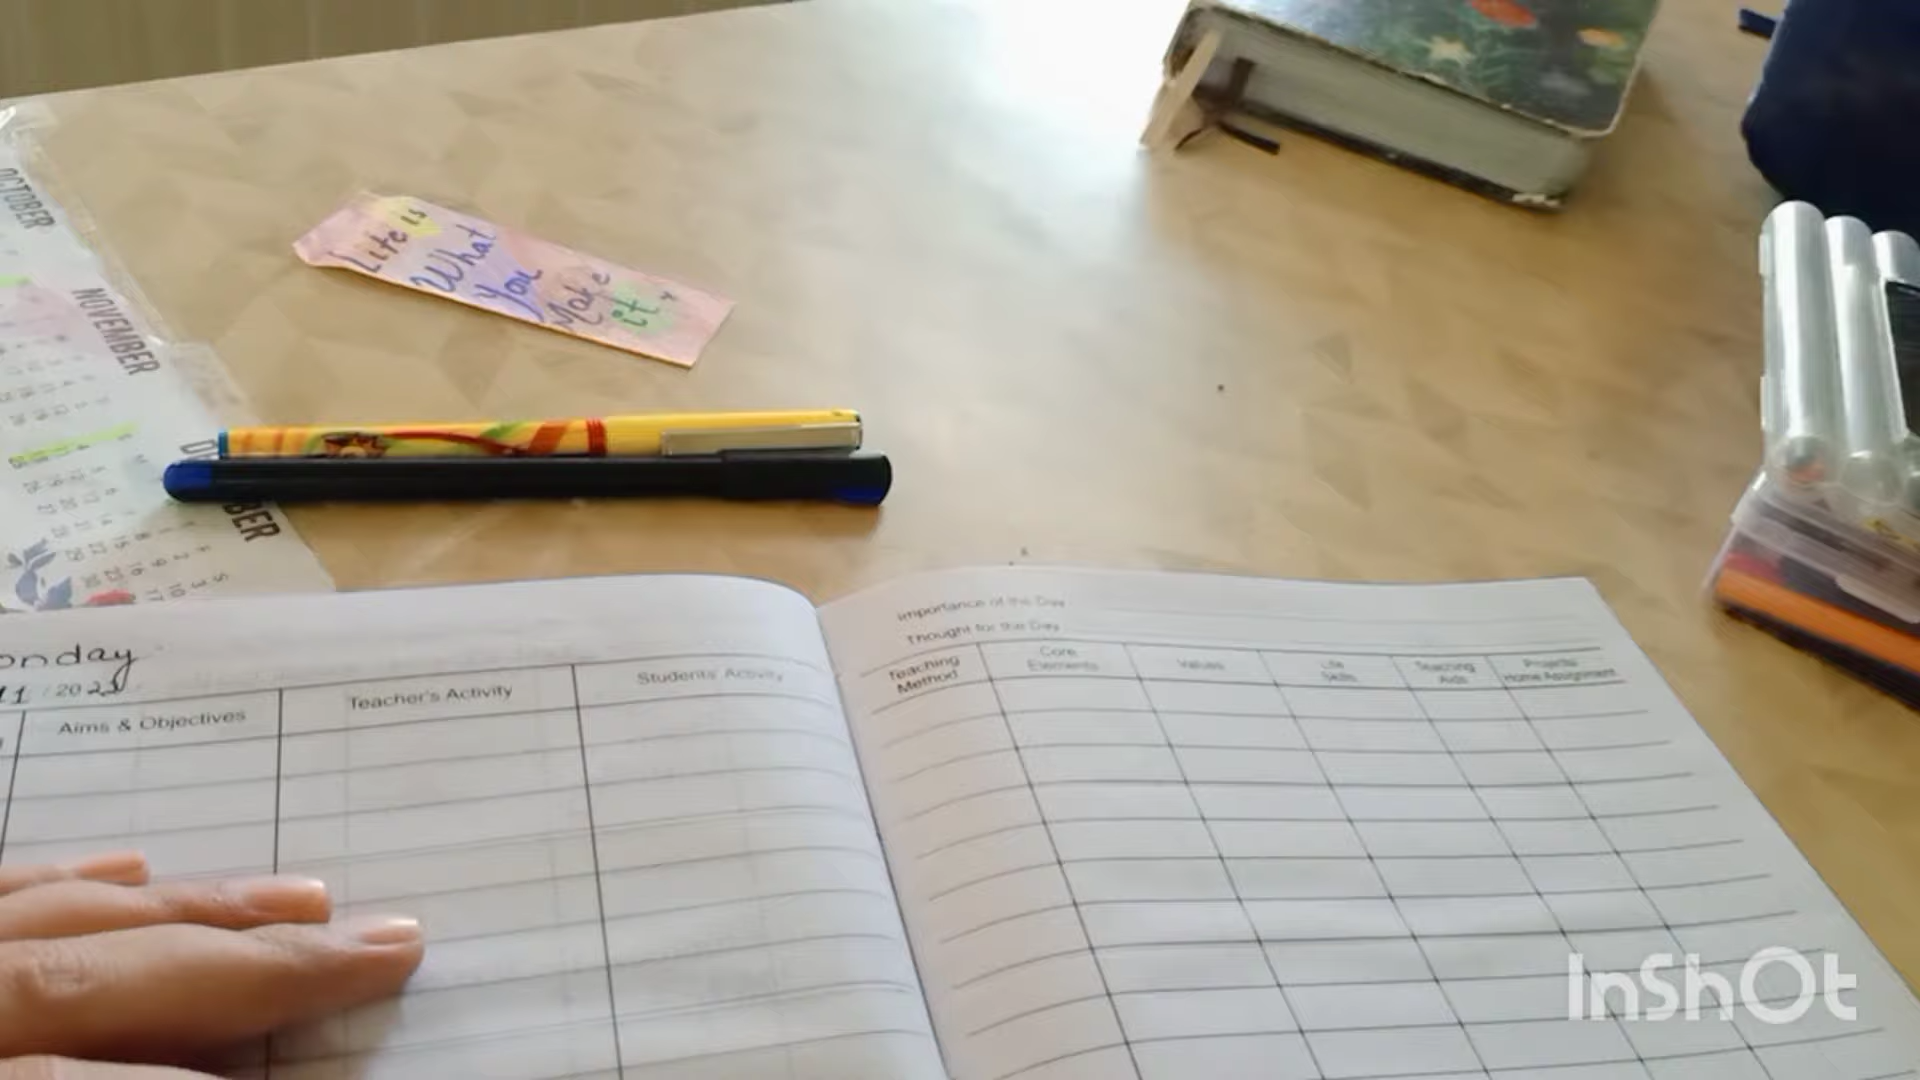 OCTOBER
NOVEMBER
BER
Life is
What
You
Make
it.
onday
11/2023
Aims & Objectives
Teacher's Activity
Students' Activity
Importance of the Day
Thought for the Day
Teaching
Method
Core
Elements
Values
Life
Skills
Teaching
Aids
Projects
Home Assignment
InShOt